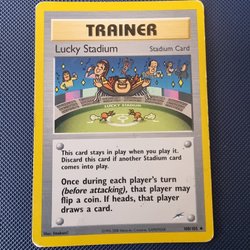 TRAINER
Lucky Stadium
Stadium Card
LUCKY STADIUM
This card stays in play when you play it.
Discard this card if another Stadium card
comes into play.
Once during each player's turn
(before attacking), that player may
flip a coin. If heads, that player
draws a card.